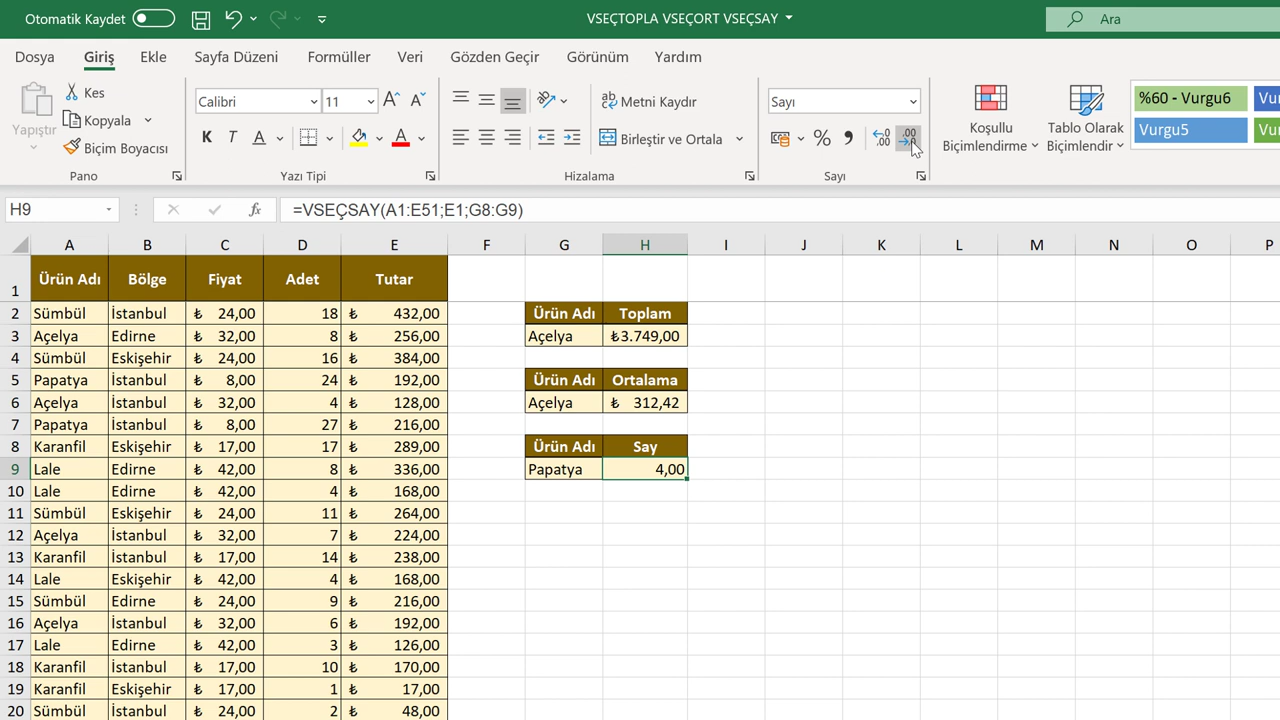 Otomatik Kaydet
VSEÇTOPLA VSEÇORT VSEÇSAY
Ara
Dosya Giriş Ekle Sayfa Düzeni Formüller Veri Gözden Geçir Görünüm Yardım
Yapıştır
Kes
Kopyala
Biçim Boyacısı
Pano
Calibri 11
K T A
Yazı Tipi
Metni Kaydır
Birleştir ve Ortala
Hizalama
Sayı
%
Sayı
Koşullu
Biçimlendirme
Tablo Olarak
Biçimlendir
%60 - Vurgu6
Vurgu5
H9 fx =VSEÇSAY(A1:E51;E1;G8:G9)
A B C D E F G H I J K L M N O P
1 Ürün Adı Bölge Fiyat Adet Tutar
2 Sümbül İstanbul ₺ 24,00 18 ₺ 432,00 Ürün Adı Toplam
3 Açelya Edirne ₺ 32,00 8 ₺ 256,00 Açelya ₺3.749,00
4 Sümbül Eskişehir ₺ 24,00 16 ₺ 384,00
5 Papatya İstanbul ₺ 8,00 24 ₺ 192,00 Ürün Adı Ortalama
6 Açelya İstanbul ₺ 32,00 4 ₺ 128,00 Açelya ₺ 312,42
7 Papatya İstanbul ₺ 8,00 27 ₺ 216,00
8 Karanfil Eskişehir ₺ 17,00 17 ₺ 289,00 Ürün Adı Say
9 Lale Edirne ₺ 42,00 8 ₺ 336,00 Papatya 4,00
10 Lale Edirne ₺ 42,00 4 ₺ 168,00
11 Sümbül Eskişehir ₺ 24,00 11 ₺ 264,00
12 Açelya İstanbul ₺ 32,00 7 ₺ 224,00
13 Karanfil İstanbul ₺ 17,00 14 ₺ 238,00
14 Lale Eskişehir ₺ 42,00 4 ₺ 168,00
15 Sümbül Edirne ₺ 24,00 9 ₺ 216,00
16 Açelya İstanbul ₺ 32,00 6 ₺ 192,00
17 Lale Edirne ₺ 42,00 3 ₺ 126,00
18 Karanfil İstanbul ₺ 17,00 10 ₺ 170,00
19 Karanfil Eskişehir ₺ 17,00 1 ₺ 17,00
20 Sümbül İstanbul ₺ 24,00 2 ₺ 48,00